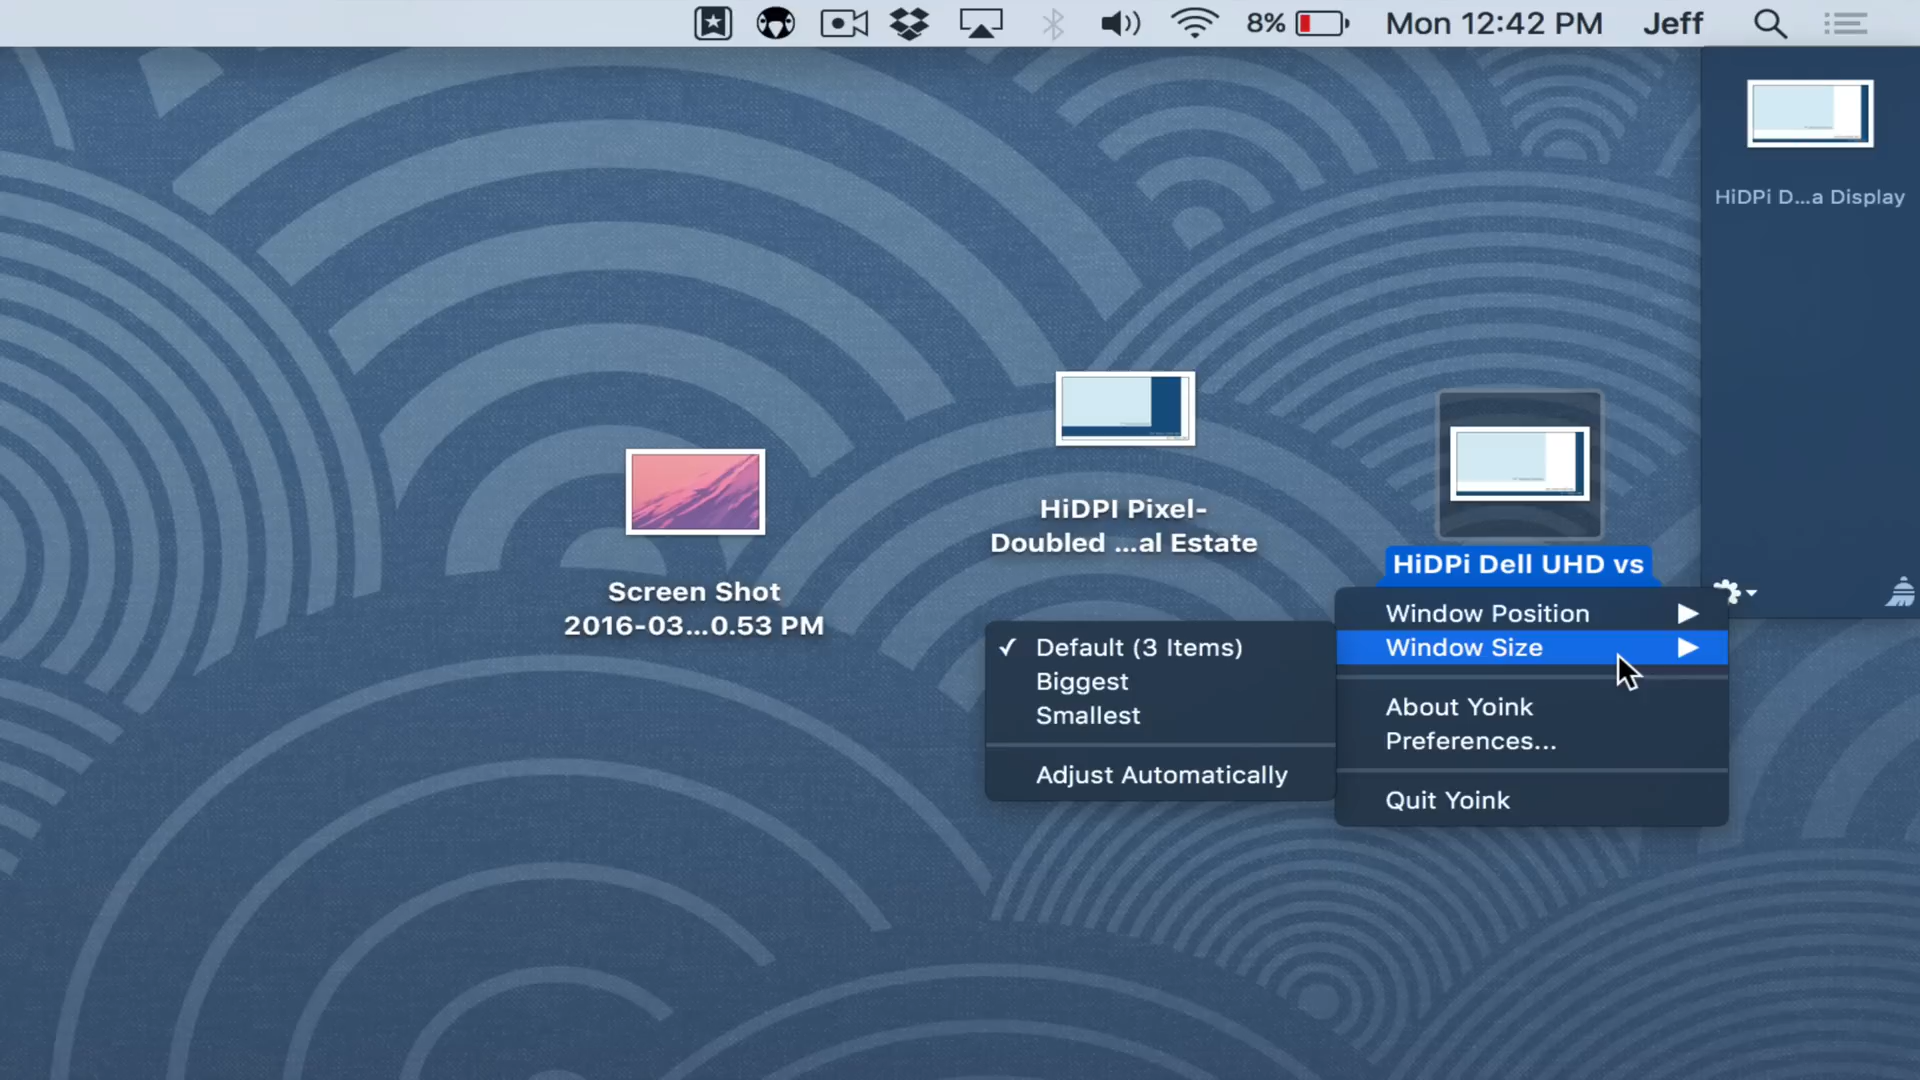 8% Mon 12:42 PM Jeff
HiDPi D...a Display
HiDPI Pixel-
Doubled ...al Estate
HiDPi Dell UHD vs
Screen Shot
2016-03...0.53 PM
Window Position
Window Size
About Yoink
Preferences...
Quit Yoink
Default (3 Items)
Biggest
Smallest
Adjust Automatically